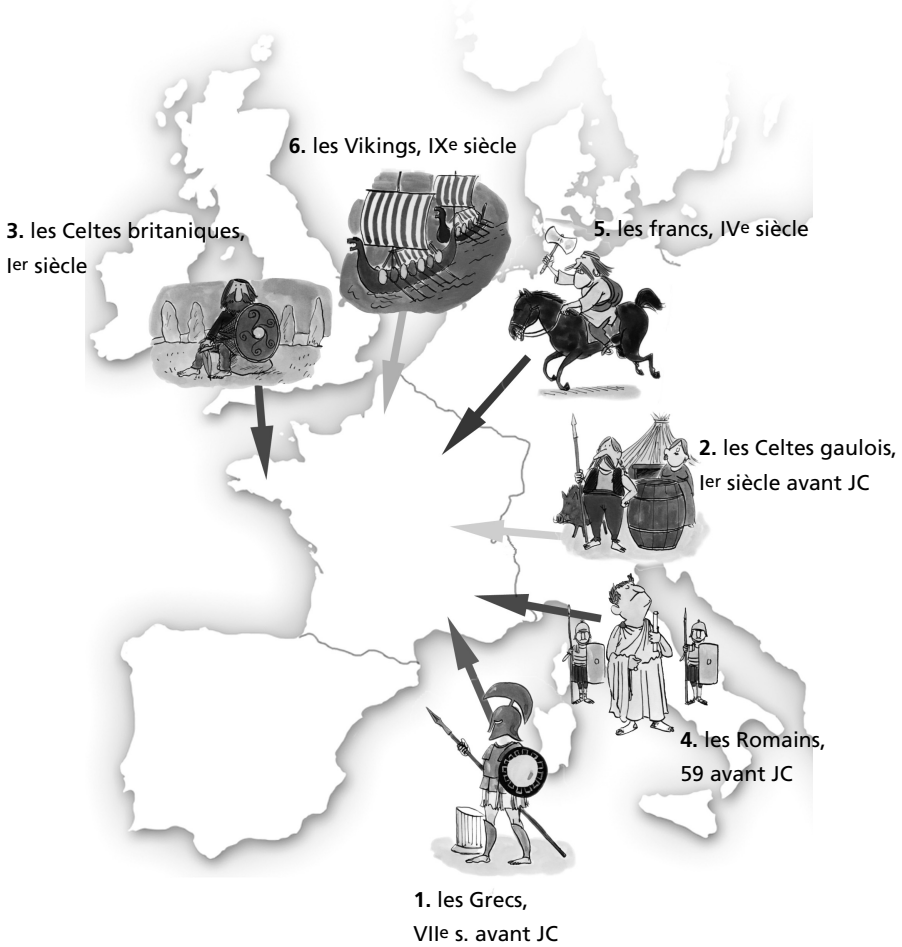 6. les Vikings, IXe siècle
3. les Celtes britaniques,
Ier siècle
5. les francs, IVe siècle
2. les Celtes gaulois,
Ier siècle avant JC
4. les Romains,
59 avant JC
1. les Grecs,
VIIe s. avant JC